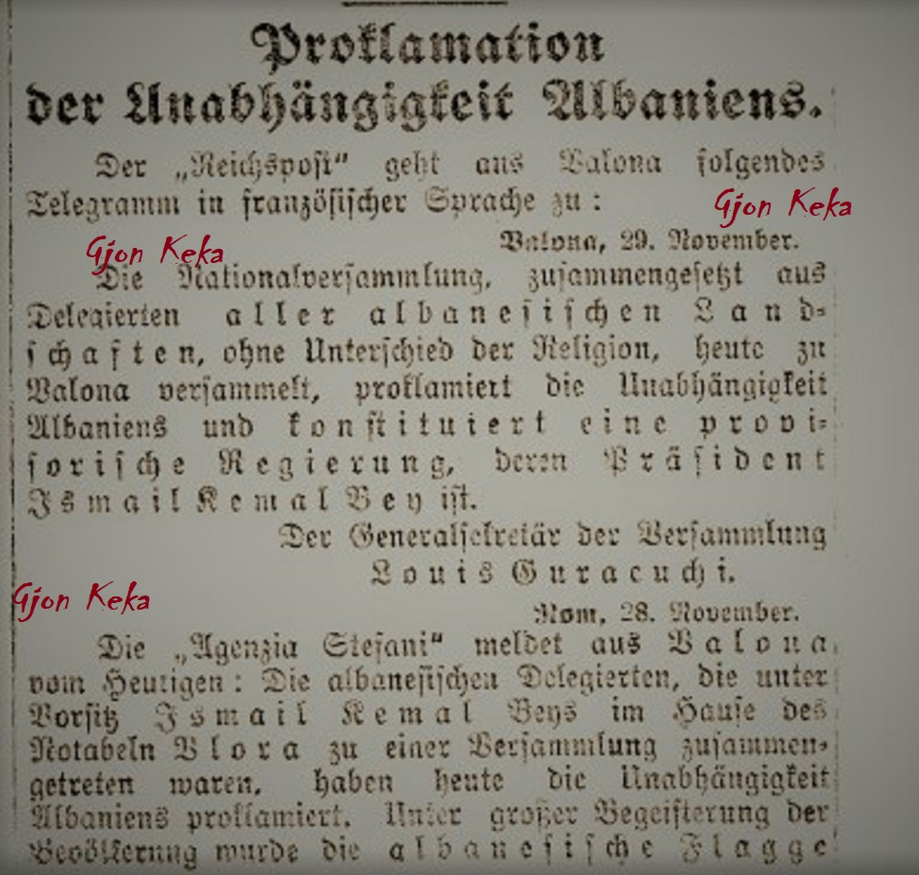 Proklamation
der Unabhängigkeit Albaniens.
Der „Reichspost“ geht aus Valona folgendes
Telegramm in französischer Sprache zu:
Gjon Keka
Valona, 29. November.
Gjon Keka
Die Nationalversammlung, zusammengesetzt aus
Delegierten aller albanesischen Land-
schaften, ohne Unterschied der Religion, heute zu
Valona versammelt, proklamiert die Unabhängigkeit
Albaniens und konstituiert eine provi-
sorische Regierung, deren Präsident
Ismail Kemal Bey ist.
Der Generalsekretär der Versammlung
Louis Guracuchi.
Gjon Keka
Rom, 28. November.
Die „Agenzia Stefani“ meldet aus Valona
vom Heutigen: Die albanesischen Delegierten, die unter
Vorsitz Ismail Kemal Beys im Hause des
Notabeln Vlora zu einer Versammlung zusammen-
getreten waren, haben heute die Unabhängigkeit
Albaniens proklamiert. Unter großer Begeisterung der
Bevölkerung wurde die albanesische Flagge